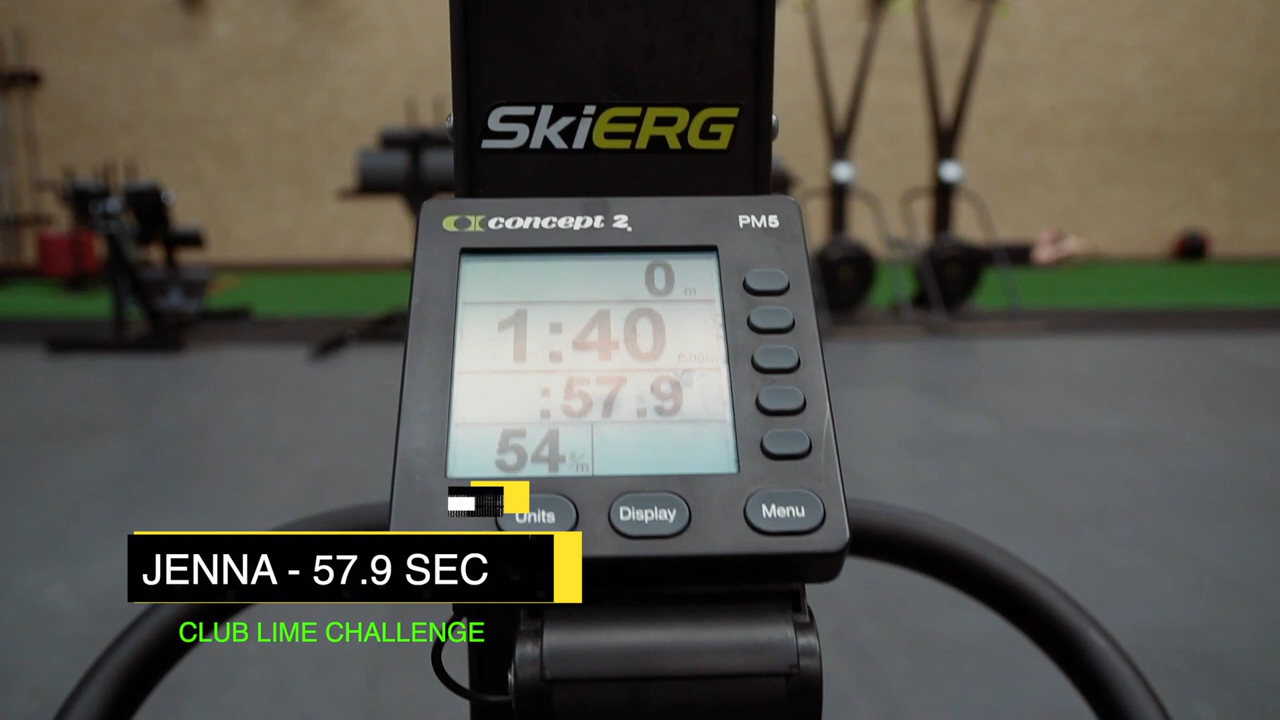 SkiERG
concept 2
PM5
0 m
1:40
:57.9
54 s/m
Units
Display
Menu
JENNA - 57.9 SEC
CLUB LIME CHALLENGE